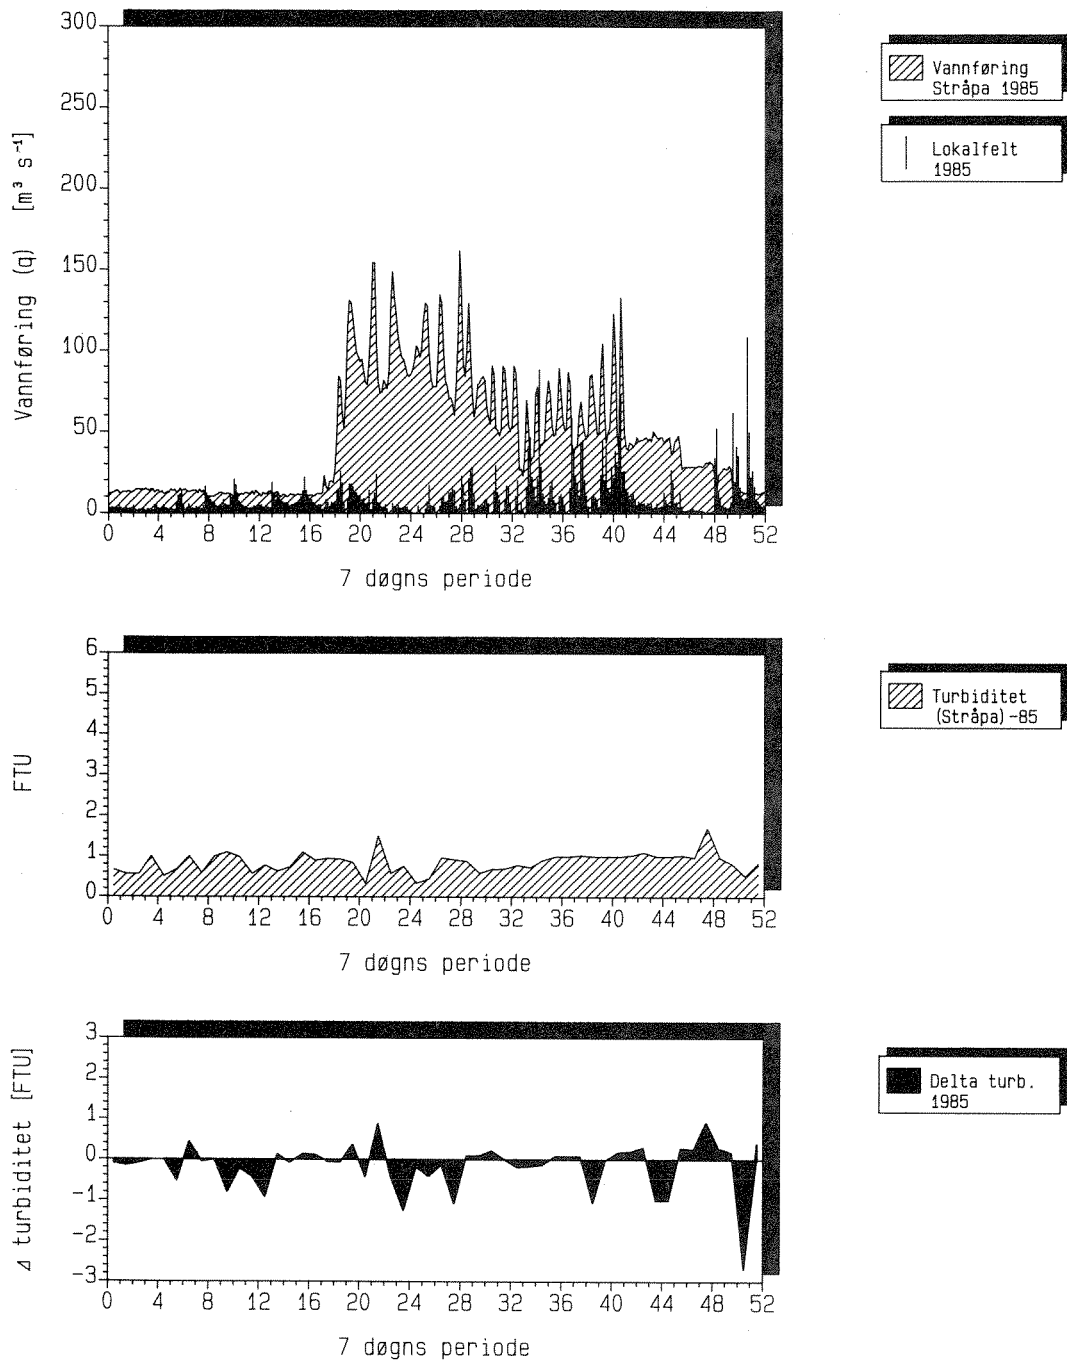 300
250
200
150
100
50
0
Vannføring (q) [m³ s⁻¹]
0 4 8 12 16 20 24 28 32 36 40 44 48 52
7 døgns periode
Vannføring
Stråpa 1985
Lokalfelt
1985
6
5
4
3
2
1
0
FTU
0 4 8 12 16 20 24 28 32 36 40 44 48 52
7 døgns periode
Turbiditet
(Stråpa)-85
3
2
1
0
-1
-2
-3
⊿ turbiditet [FTU]
0 4 8 12 16 20 24 28 32 36 40 44 48 52
7 døgns periode
Delta turb.
1985